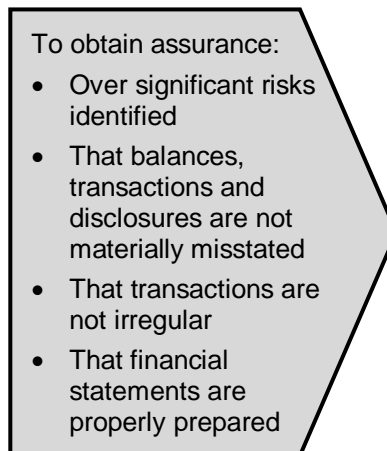 To obtain assurance:
• Over significant risks
identified
• That balances,
transactions and
disclosures are not
materially misstated
• That transactions are
not irregular
• That financial
statements are
properly prepared